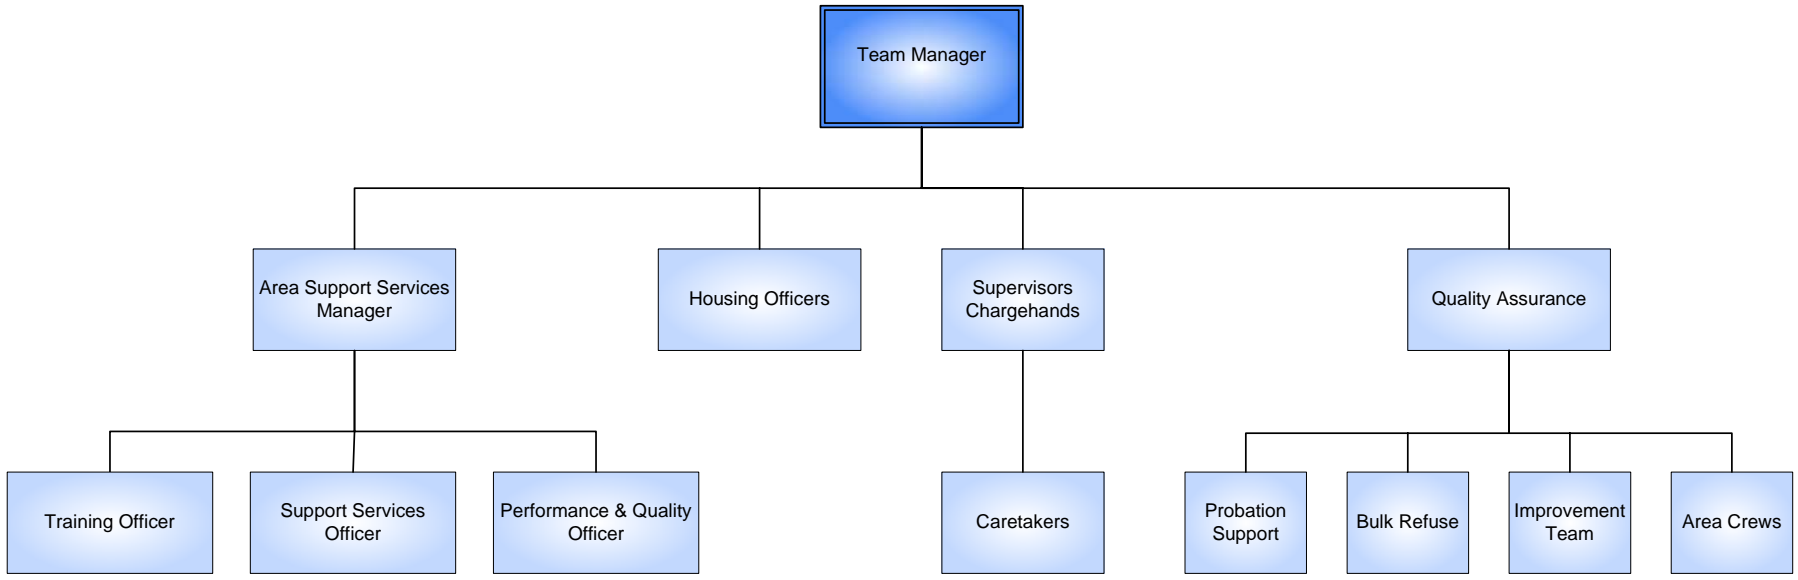 Team Manager
Area Support Services
Manager
Housing Officers
Supervisors
Chargehands
Quality Assurance
Training Officer
Support Services
Officer
Performance & Quality
Officer
Caretakers
Probation
Support
Bulk Refuse
Improvement
Team
Area Crews